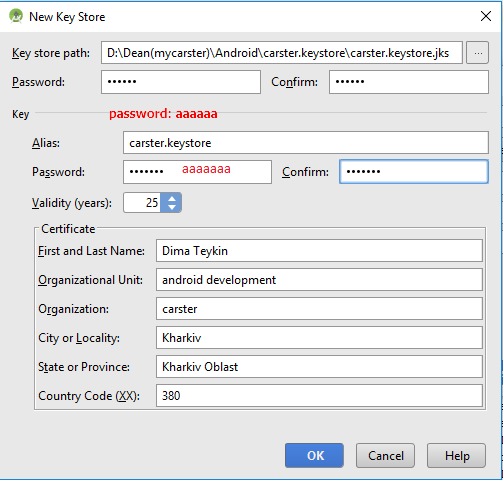 New Key Store
Key store path: D:\Dean(mycarster)\Android\carster.keystore\carster.keystore.jks ...
Password: •••••• Confirm: ••••••
Key password: aaaaaa
Alias: carster.keystore
Password: ••••••• aaaaaaa Confirm: •••••••
Validity (years): 25
Certificate
First and Last Name: Dima Teykin
Organizational Unit: android development
Organization: carster
City or Locality: Kharkiv
State or Province: Kharkiv Oblast
Country Code (XX): 380
OK Cancel Help